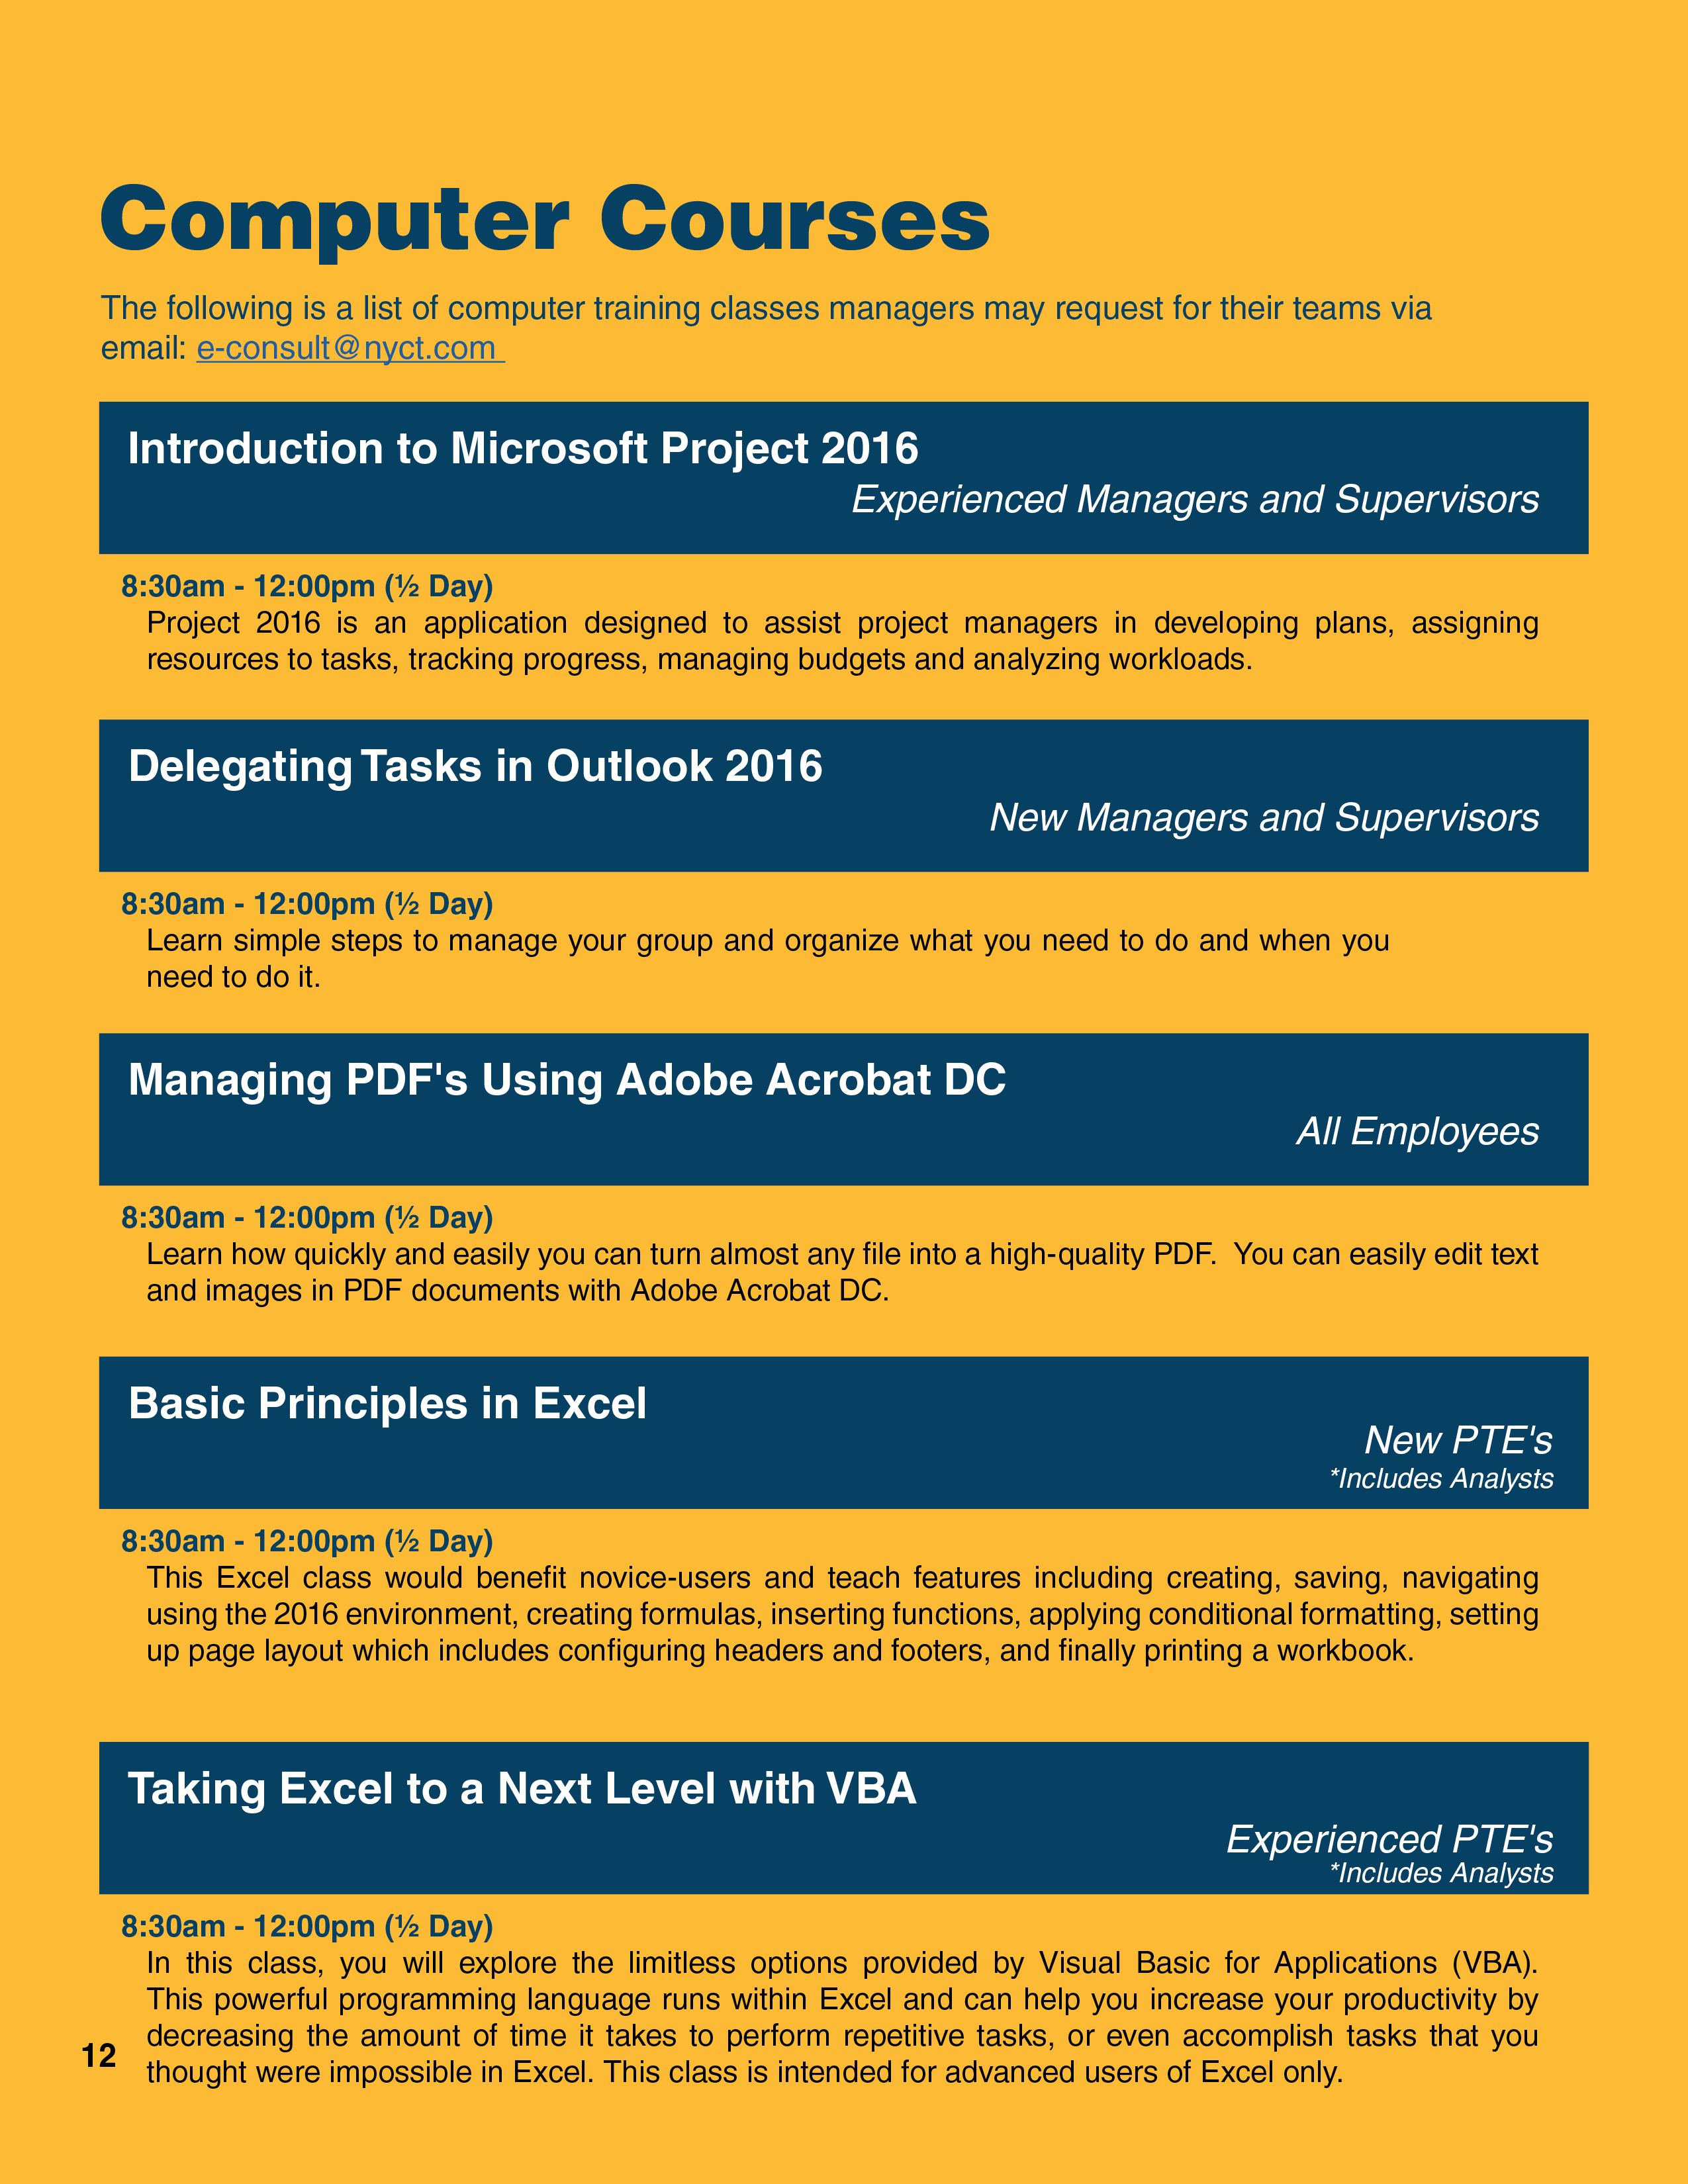 Computer Courses
The following is a list of computer training classes managers may request for their teams via
email: e-consult@nyct.com
Introduction to Microsoft Project 2016
Experienced Managers and Supervisors
8:30am - 12:00pm (½ Day)
Project 2016 is an application designed to assist project managers in developing plans, assigning
resources to tasks, tracking progress, managing budgets and analyzing workloads.
Delegating Tasks in Outlook 2016
New Managers and Supervisors
8:30am - 12:00pm (½ Day)
Learn simple steps to manage your group and organize what you need to do and when you
need to do it.
Managing PDF's Using Adobe Acrobat DC
All Employees
8:30am - 12:00pm (½ Day)
Learn how quickly and easily you can turn almost any file into a high-quality PDF.  You can easily edit text
and images in PDF documents with Adobe Acrobat DC.
Basic Principles in Excel
New PTE's
*Includes Analysts
8:30am - 12:00pm (½ Day)
This Excel class would benefit novice-users and teach features including creating, saving, navigating
using the 2016 environment, creating formulas, inserting functions, applying conditional formatting, setting
up page layout which includes configuring headers and footers, and finally printing a workbook.
Taking Excel to a Next Level with VBA
Experienced PTE's
*Includes Analysts
8:30am - 12:00pm (½ Day)
In this class, you will explore the limitless options provided by Visual Basic for Applications (VBA).
This powerful programming language runs within Excel and can help you increase your productivity by
decreasing the amount of time it takes to perform repetitive tasks, or even accomplish tasks that you
thought were impossible in Excel. This class is intended for advanced users of Excel only.
12